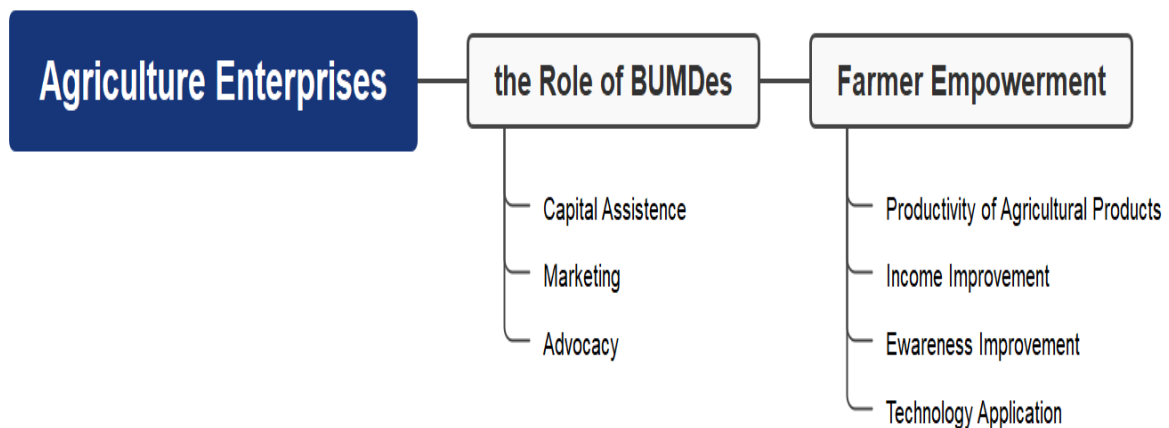 Agriculture Enterprises
the Role of BUMDes
Farmer Empowerment
Capital Assistence
Marketing
Advocacy
Productivity of Agricultural Products
Income Improvement
Ewareness Improvement
Technology Application